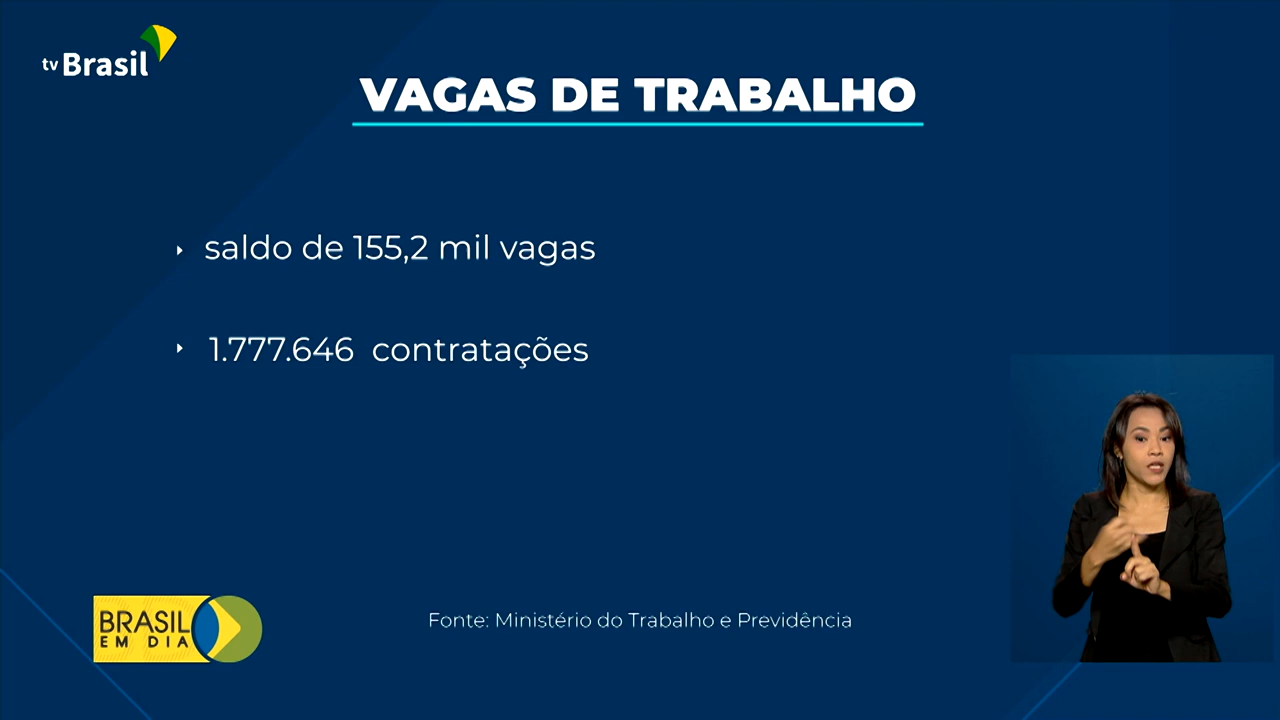 tv Brasil
VAGAS DE TRABALHO
saldo de 155,2 mil vagas
1.777.646 contratações
BRASIL
EM DIA
Fonte: Ministério do Trabalho e Previdência